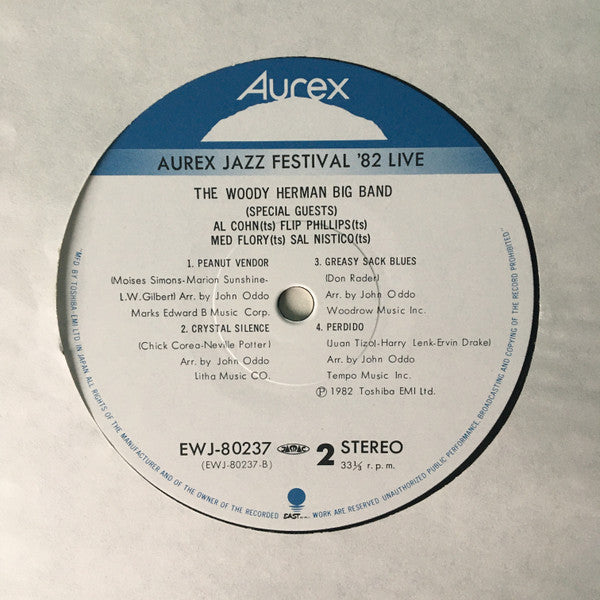 Aurex
AUREX JAZZ FESTIVAL '82 LIVE
THE WOODY HERMAN BIG BAND
(SPECIAL GUESTS)
AL COHN(ts) FLIP PHILLIPS(ts)
MED FLORY(ts) SAL NISTICO(ts)
1. PEANUT VENDOR
(Moises Simons-Marion Sunshine-
L.W.Gilbert) Arr. by John Oddo
Marks Edward B Music Corp.
2. CRYSTAL SILENCE
(Chick Corea-Neville Potter)
Arr. by John Oddo
Litha Music CO.
3. GREASY SACK BLUES
(Don Rader)
Arr. by John Oddo
Woodrow Music Inc.
4. PERDIDO
(Juan Tizol-Harry Lenk-Ervin Drake)
Arr. by John Oddo
Tempo Music Inc.
℗ 1982 Toshiba EMI Ltd.
EWJ-80237 JASRAC 2 STEREO
(EWJ-80237-B) 33⅓ r.p.m.
EAST
"MFD BY TOSHIBA EMI LTD IN JAPAN ALL RIGHTS OF THE MANUFACTURER AND OF THE OWNER OF THE RECORDED WORK ARE RESERVED·UNAUTHORIZED PUBLIC PERFORMANCE, BROADCASTING AND COPYING OF THE RECORD PROHIBITED"